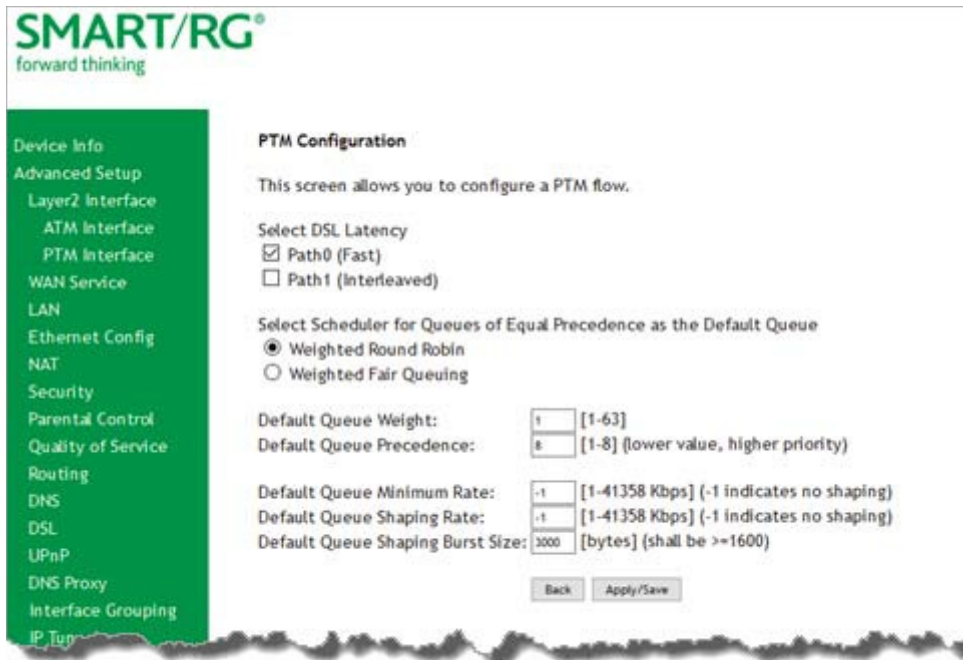 SMART/RG®
forward thinking
Device Info
Advanced Setup
Layer2 Interface
ATM Interface
PTM Interface
WAN Service
LAN
Ethernet Config
NAT
Security
Parental Control
Quality of Service
Routing
DNS
DSL
UPnP
DNS Proxy
Interface Grouping
PTM Configuration
This screen allows you to configure a PTM flow.
Select DSL Latency
Path0 (Fast)
Path1 (Interleaved)
Select Scheduler for Queues of Equal Precedence as the Default Queue
Weighted Round Robin
Weighted Fair Queuing
Default Queue Weight: 1 [1-63]
Default Queue Precedence: 8 [1-8] (lower value, higher priority)
Default Queue Minimum Rate: -1 [1-41358 Kbps] (-1 indicates no shaping)
Default Queue Shaping Rate: -1 [1-41358 Kbps] (-1 indicates no shaping)
Default Queue Shaping Burst Size: 3000 [bytes] (shall be >=1600)
Back Apply/Save